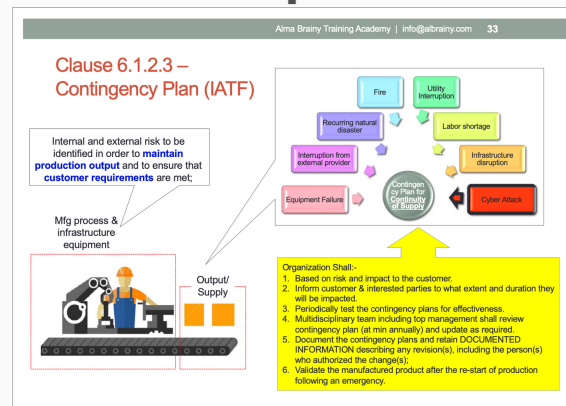 Alma Brainy Training Academy | info@albrainy.com 33
Clause 6.1.2.3 –
Contingency Plan (IATF)
Internal and external risk to be
identified in order to maintain
production output and to ensure that
customer requirements are met;
Mfg process &
infrastructure
equipment
Output/
Supply
Fire
Utility
Interruption
Recurring natural
disaster
Labor shortage
Interruption from
external provider
Infrastructure
disruption
Equipment Failure
Contingen
cy Plan for
Continuity
of Supply
Cyber Attack
Organization Shall:-
1. Based on risk and impact to the customer.
2. Inform customer & interested parties to what extent and duration they
will be impacted.
3. Periodically test the contingency plans for effectiveness.
4. Multidisciplinary team including top management shall review
contingency plan (at min annually) and update as required.
5. Document the contingency plans and retain DOCUMENTED
INFORMATION describing any revision(s), including the person(s)
who authorized the change(s);
6. Validate the manufactured product after the re-start of production
following an emergency.